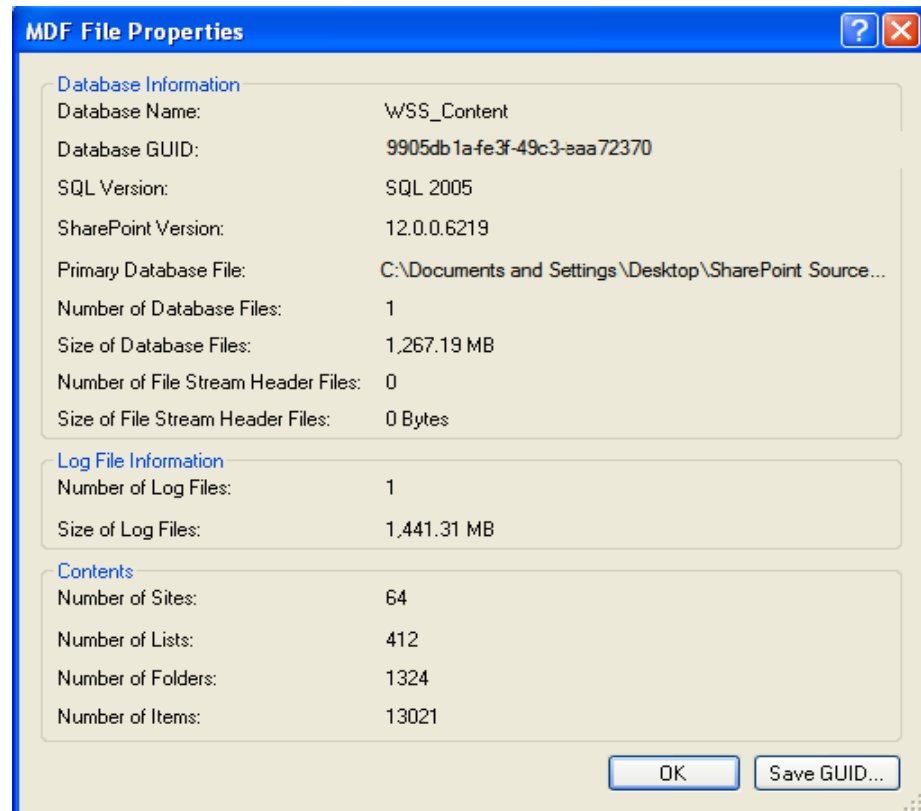 MDF File Properties
Database Information
Database Name: WSS_Content
Database GUID: 9905db1a-fe3f-49c3-eaa72370
SQL Version: SQL 2005
SharePoint Version: 12.0.0.6219
Primary Database File: C:\Documents and Settings\Desktop\SharePoint Source...
Number of Database Files: 1
Size of Database Files: 1,267.19 MB
Number of File Stream Header Files: 0
Size of File Stream Header Files: 0 Bytes
Log File Information
Number of Log Files: 1
Size of Log Files: 1,441.31 MB
Contents
Number of Sites: 64
Number of Lists: 412
Number of Folders: 1324
Number of Items: 13021
OK Save GUID...